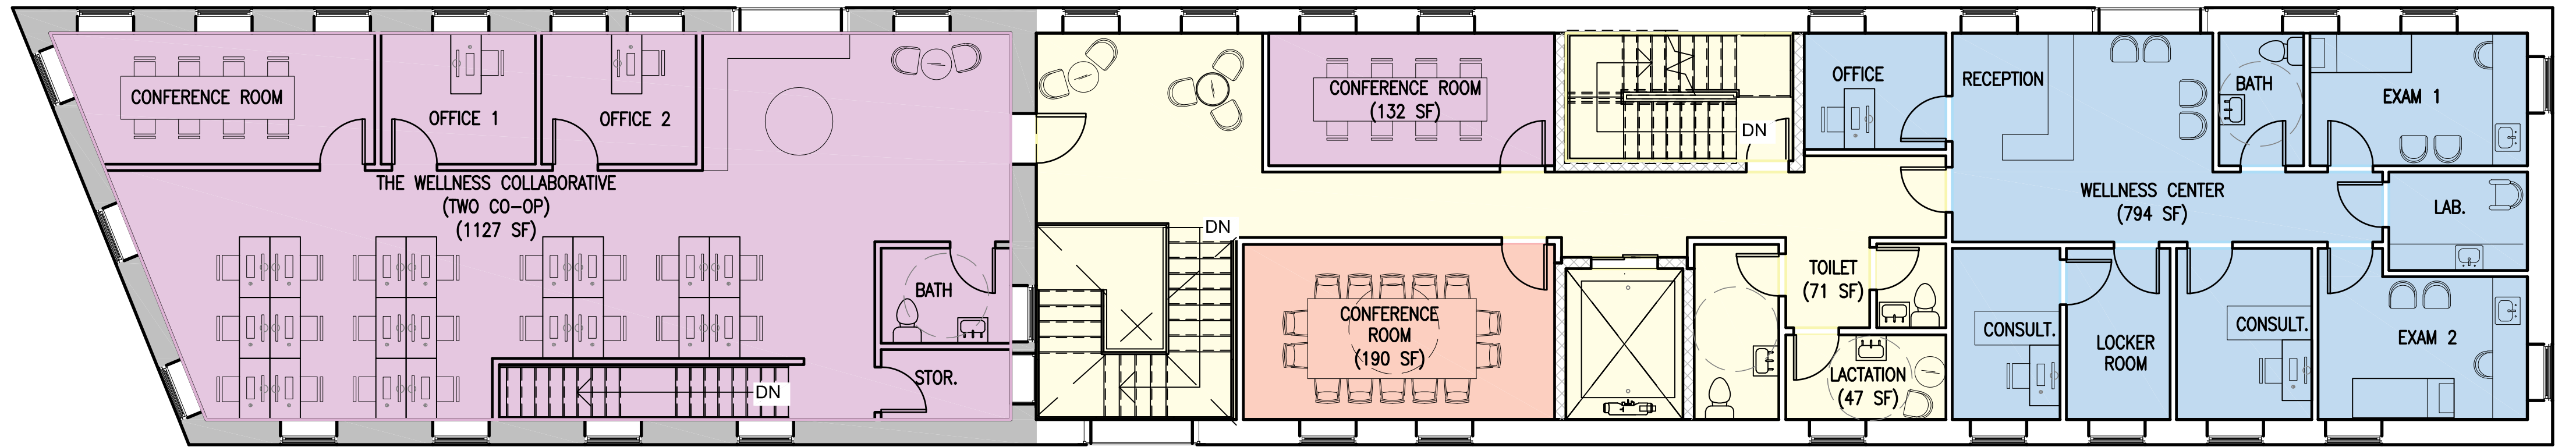 CONFERENCE ROOM
OFFICE 1
OFFICE 2
THE WELLNESS COLLABORATIVE
(TWO CO-OP)
(1127 SF)
BATH
STOR.
DN
DN
CONFERENCE ROOM
(132 SF)
DN
CONFERENCE
ROOM
(190 SF)
TOILET
(71 SF)
LACTATION
(47 SF)
OFFICE
RECEPTION
BATH
EXAM 1
WELLNESS CENTER
(794 SF)
LAB.
CONSULT.
LOCKER
ROOM
CONSULT.
EXAM 2